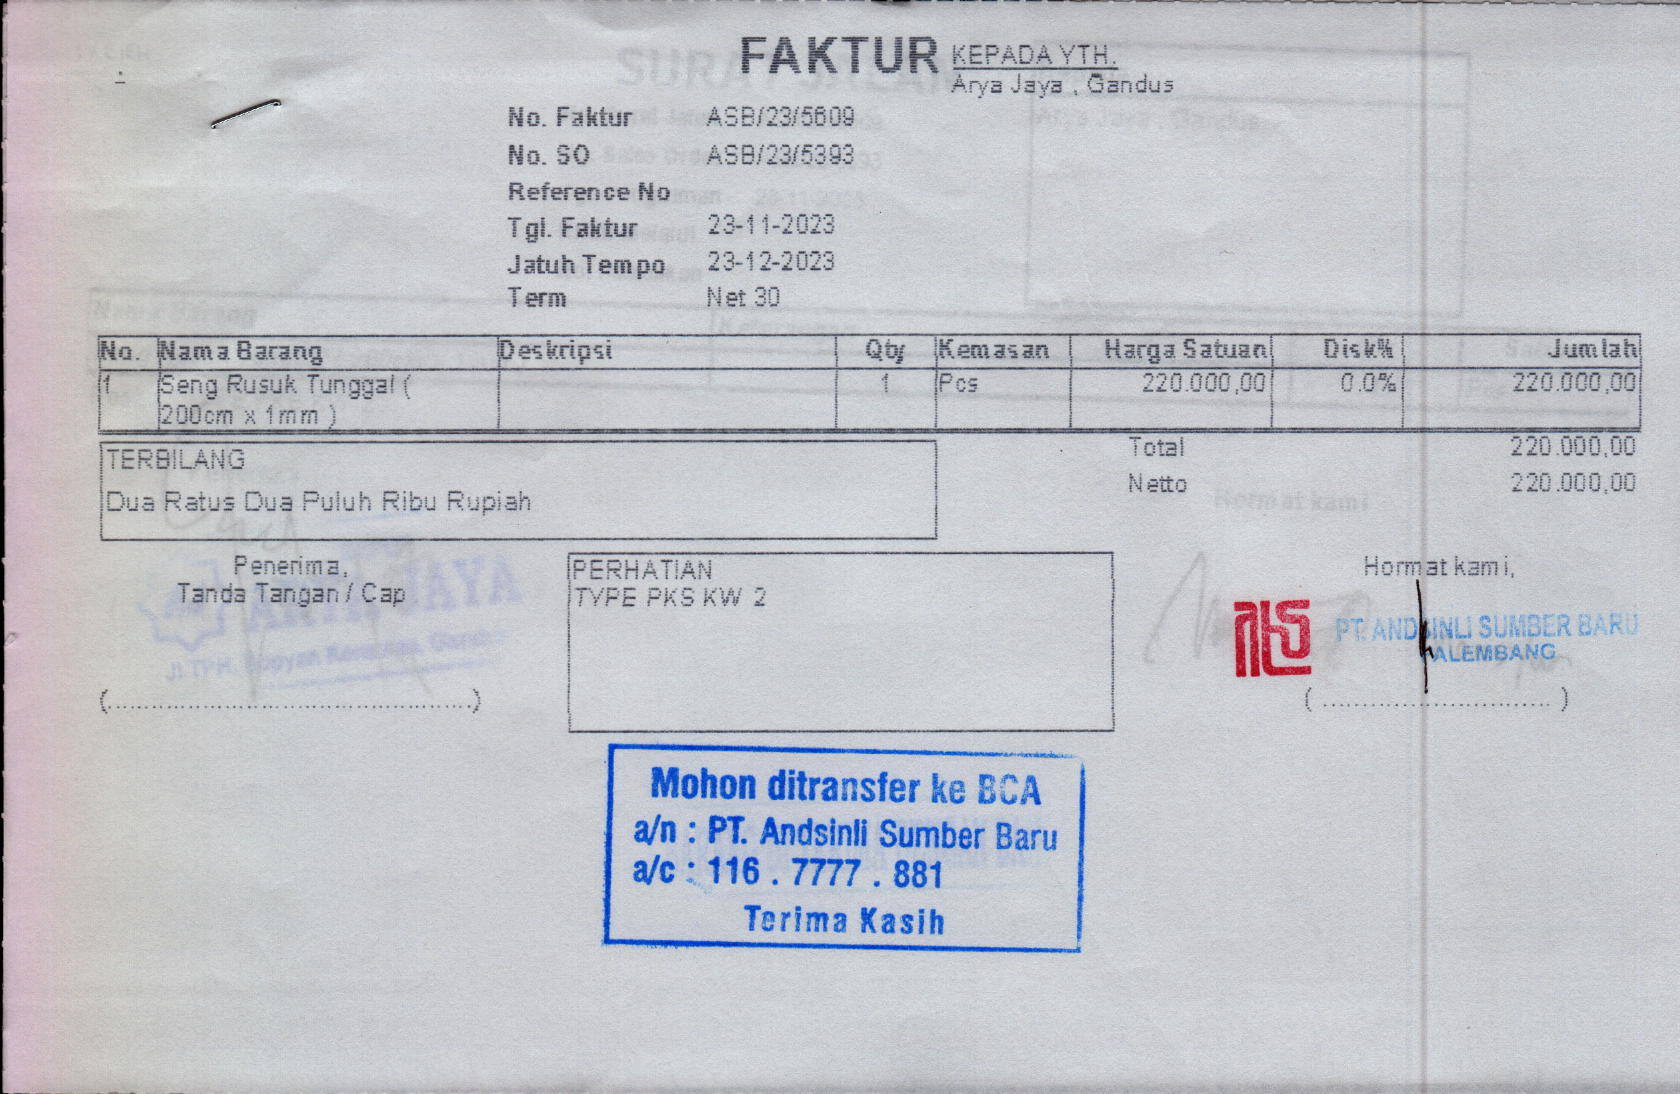 FAKTUR
KEPADA YTH.
Arya Jaya , Gandus
No. Faktur ASB/23/5609
No. SO ASB/23/5393
Reference No
Tgl. Faktur 23-11-2023
Jatuh Tempo 23-12-2023
Term Net 30
No. Nama Barang Deskripsi Qty Kemasan Harga Satuan Disk% Jumlah
1 Seng Rusuk Tunggal ( 1 Pcs 220.000,00 0.0% 220.000,00
200cm x 1mm )
Total 220.000,00
Netto 220.000,00
TERBILANG
Dua Ratus Dua Puluh Ribu Rupiah
Penerima,
Tanda Tangan / Cap
(........................................................)
PERHATIAN
TYPE PKS KW 2
Hormat kami,
PT. ANDSINLI SUMBER BARU
ALEMBANG
( .................................. )
Mohon ditransfer ke BCA
a/n : PT. Andsinli Sumber Baru
a/c : 116 . 7777 . 881
Terima Kasih